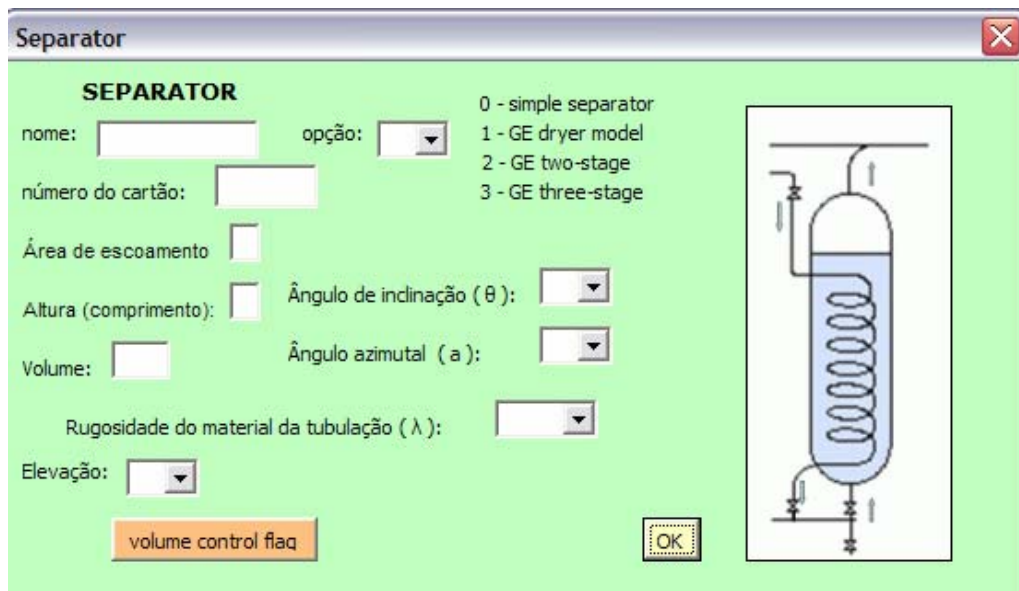 Separator
SEPARATOR
nome:
opção:
0 - simple separator
1 - GE dryer model
2 - GE two-stage
3 - GE three-stage
número do cartão:
Área de escoamento
Altura (comprimento):
Ângulo de inclinação ( θ ):
Volume:
Ângulo azimutal ( a ):
Rugosidade do material da tubulação ( λ ):
Elevação:
volume control flag
OK